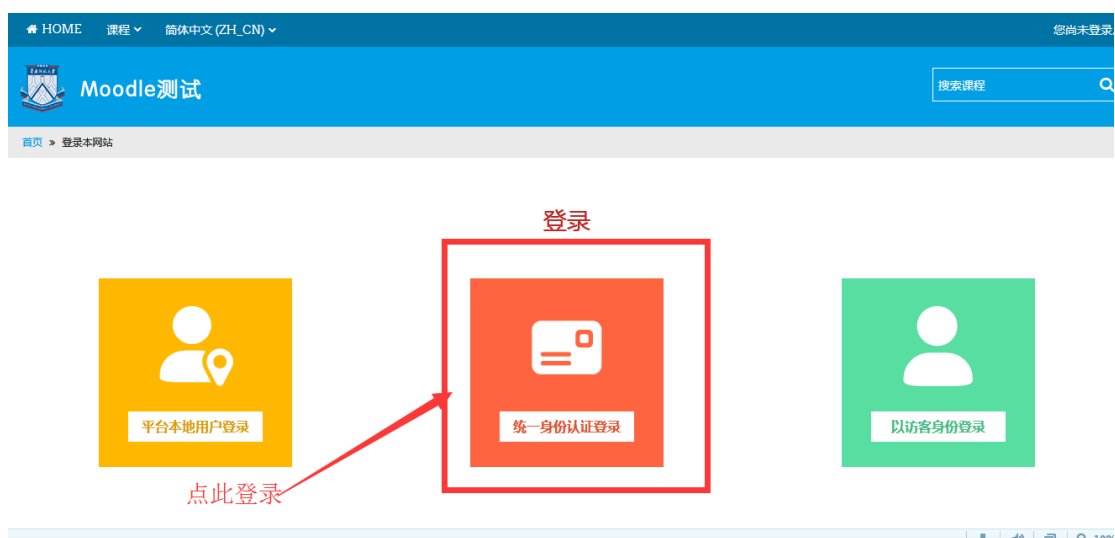 HOME 课程 简体中文 (ZH_CN) 您尚未登录
Moodle测试 搜索课程
首页 » 登录本网站
登录
平台本地用户登录 统一身份认证登录 以访客身份登录
点此登录